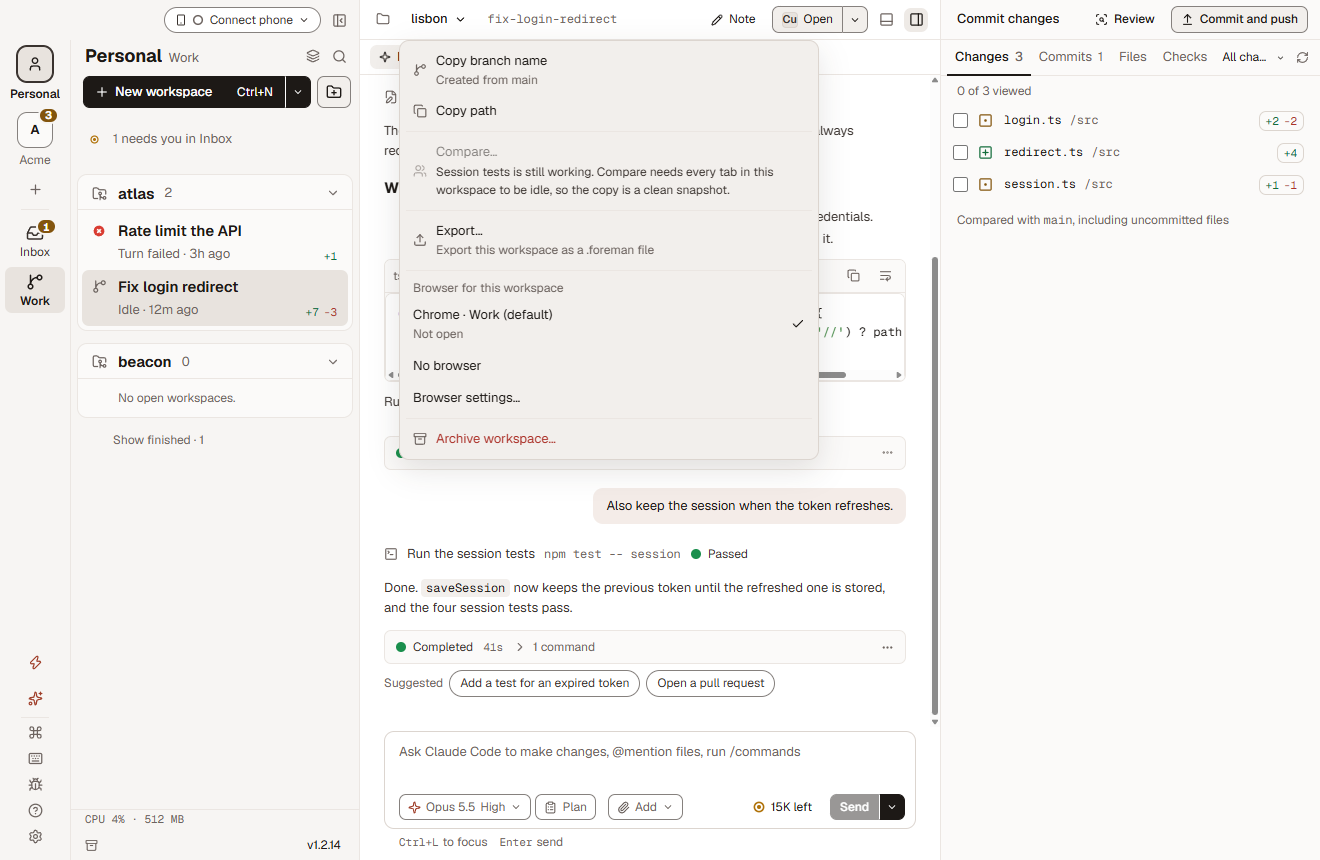 Connect phone
Personal
3
A
Acme
1
Inbox
Work
Personal Work
New workspace Ctrl+N
1 needs you in Inbox
atlas 2
Rate limit the API
Turn failed · 3h ago +1
Fix login redirect
Idle · 12m ago +7 -3
beacon 0
No open workspaces.
Show finished · 1
CPU 4% · 512 MB
v1.2.14
lisbon fix-login-redirect Note Cu Open
Copy branch name
Created from main
Copy path
Compare…
Session tests is still working. Compare needs every tab in this
workspace to be idle, so the copy is a clean snapshot.
Export…
Export this workspace as a .foreman file
Browser for this workspace
Chrome · Work (default)
Not open
No browser
Browser settings…
Archive workspace…
it.
'//') ? path
Also keep the session when the token refreshes.
Run the session tests npm test -- session Passed
Done. saveSession now keeps the previous token until the refreshed one is stored,
and the four session tests pass.
Completed 41s 1 command
Suggested Add a test for an expired token Open a pull request
Ask Claude Code to make changes, @mention files, run /commands
Opus 5.5 High Plan Add 15K left Send
Ctrl+L to focus Enter send
Commit changes Review Commit and push
Changes 3 Commits 1 Files Checks All cha…
0 of 3 viewed
login.ts /src +2 -2
redirect.ts /src +4
session.ts /src +1 -1
Compared with main, including uncommitted files